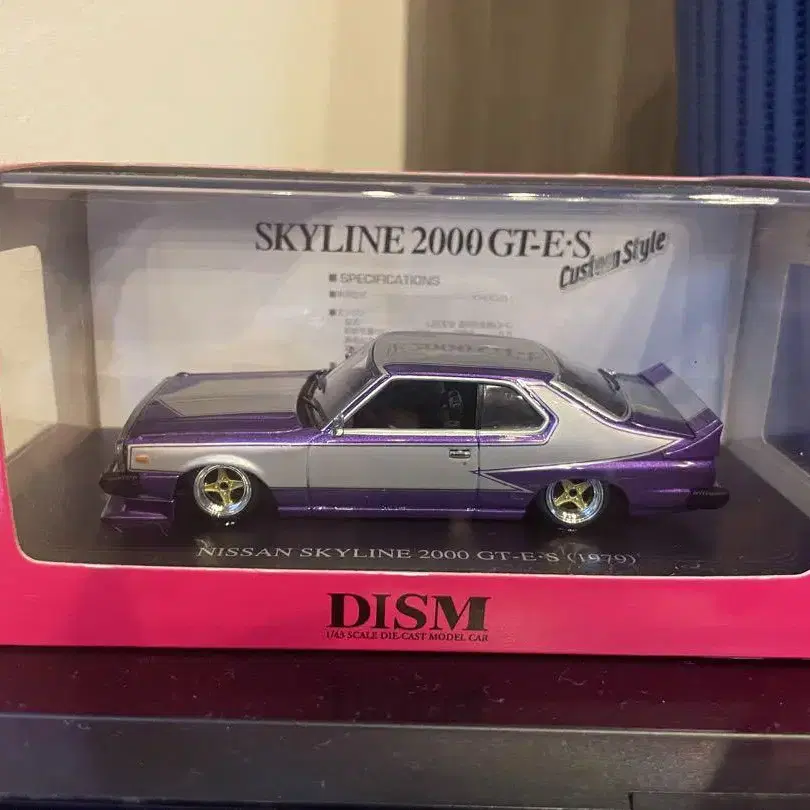 SKYLINE 2000 GT-E·S
Custom Style
■ SPECIFICATIONS
NISSAN SKYLINE 2000 GT-E·S (1979)
DISM
1/43 SCALE DIE-CAST MODEL CAR